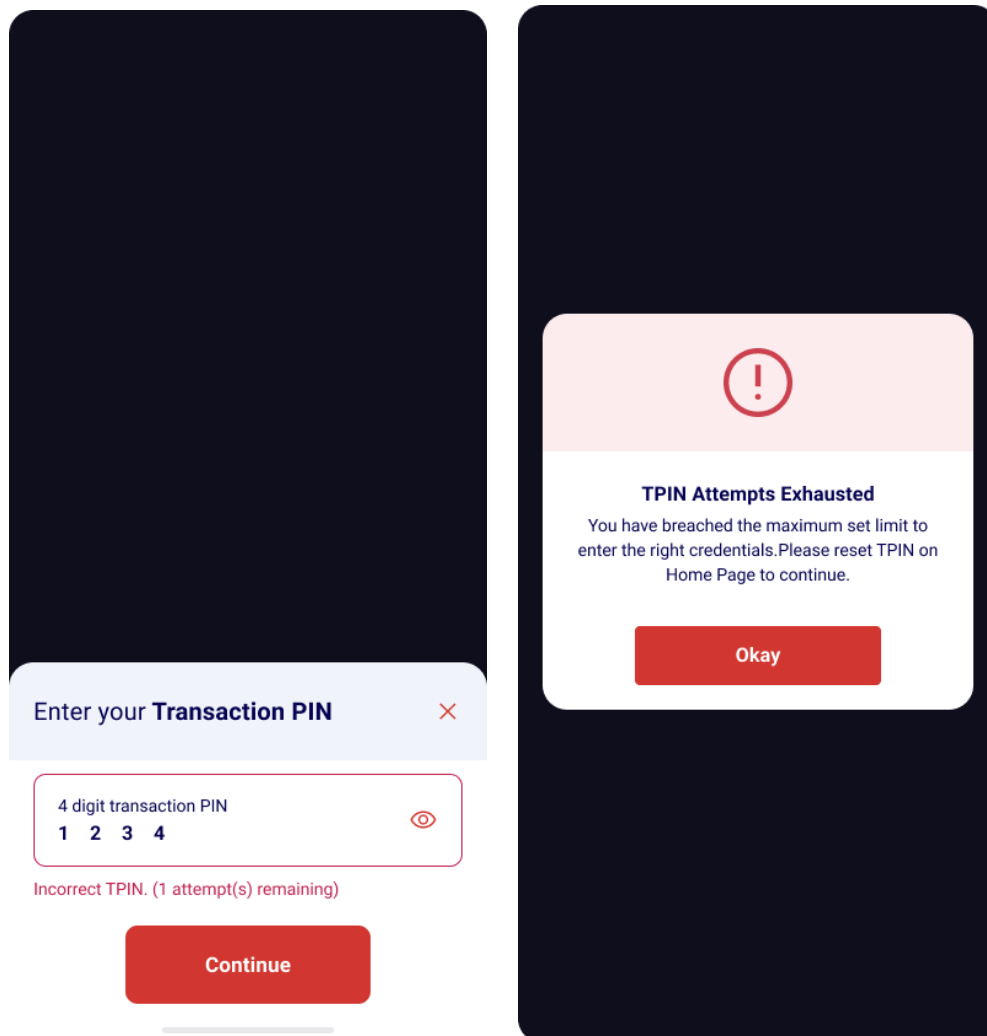 Enter your Transaction PIN
4 digit transaction PIN
1 2 3 4
Incorrect TPIN. (1 attempt(s) remaining)
Continue
TPIN Attempts Exhausted
You have breached the maximum set limit to
enter the right credentials.Please reset TPIN on
Home Page to continue.
Okay